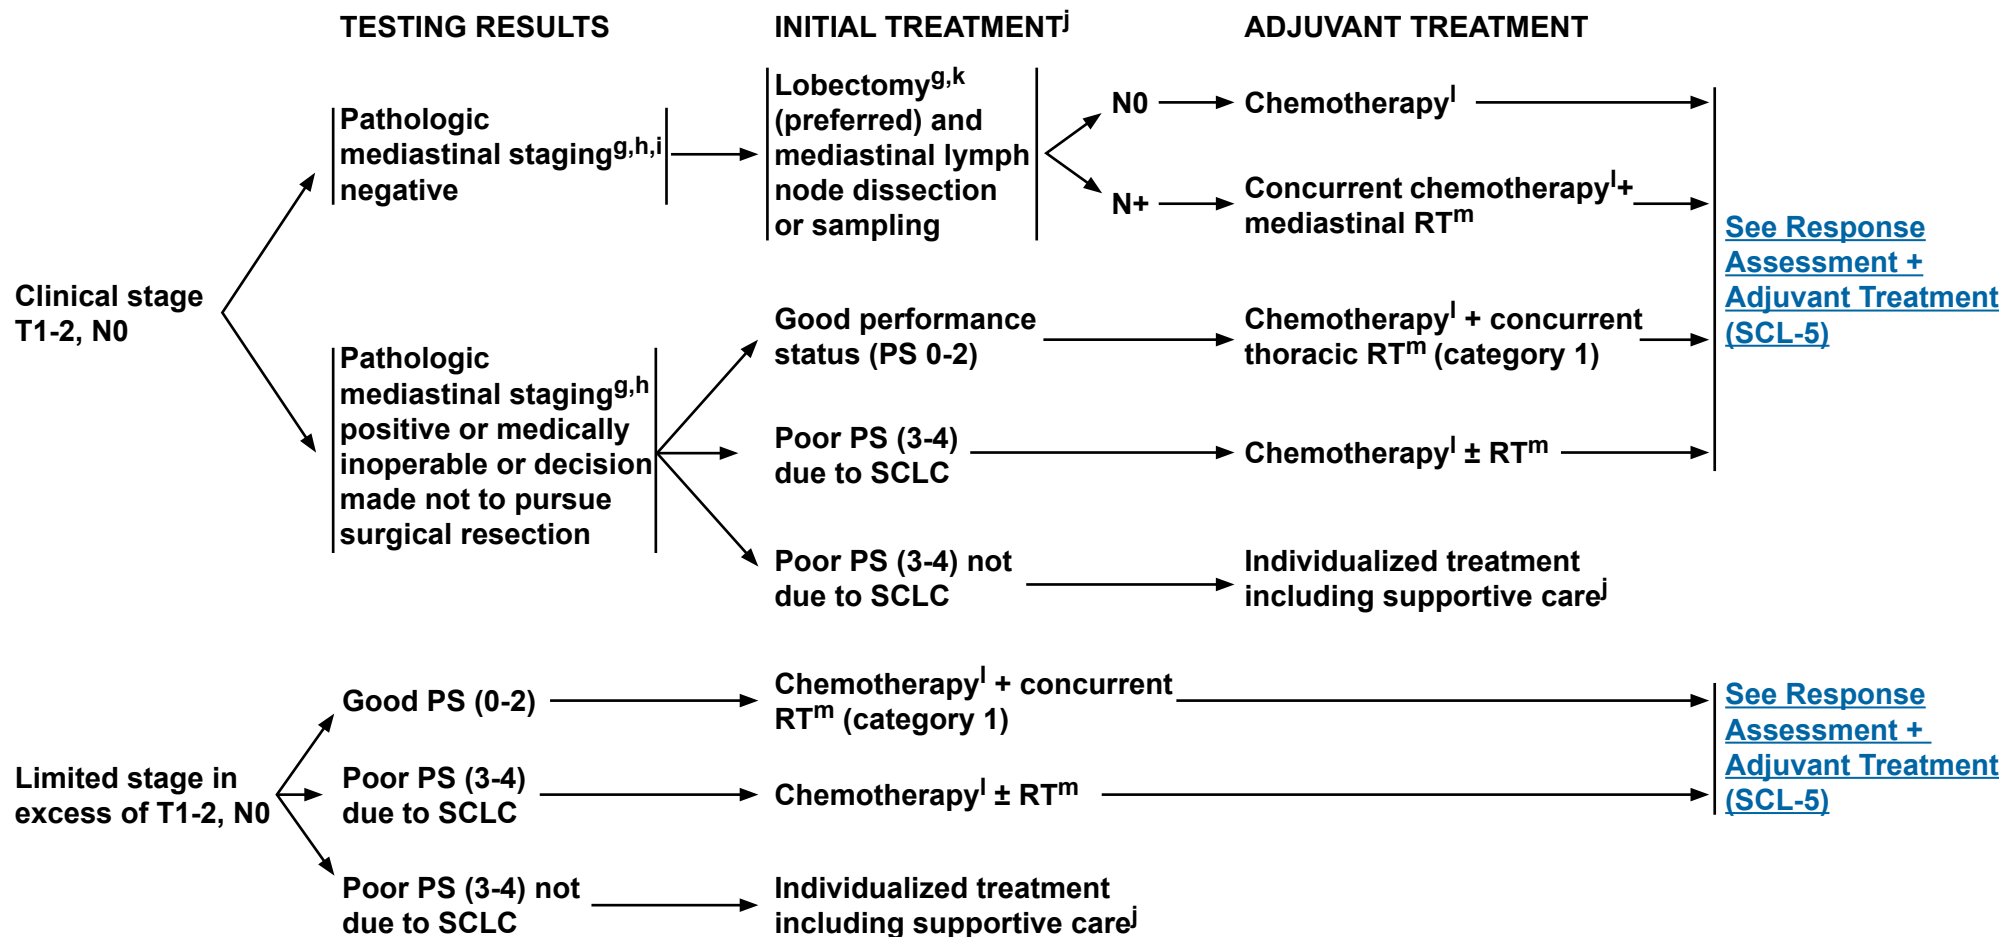 TESTING RESULTS
INITIAL TREATMENTj
ADJUVANT TREATMENT
Clinical stage
T1-2, N0
Pathologic
mediastinal stagingg,h,i
negative
Lobectomyg,k
(preferred) and
mediastinal lymph
node dissection
or sampling
N0
Chemotherapyl
N+
Concurrent chemotherapyl+
mediastinal RTm
Pathologic
mediastinal stagingg,h
positive or medically
inoperable or decision
made not to pursue
surgical resection
Good performance
status (PS 0-2)
Chemotherapyl + concurrent
thoracic RTm (category 1)
Poor PS (3-4)
due to SCLC
Chemotherapyl ± RTm
Poor PS (3-4) not
due to SCLC
Individualized treatment
including supportive carej
See Response
Assessment +
Adjuvant Treatment
(SCL-5)
Limited stage in
excess of T1-2, N0
Good PS (0-2)
Chemotherapyl + concurrent
RTm (category 1)
Poor PS (3-4)
due to SCLC
Chemotherapyl ± RTm
Poor PS (3-4) not
due to SCLC
Individualized treatment
including supportive carej
See Response
Assessment +
Adjuvant Treatment
(SCL-5)